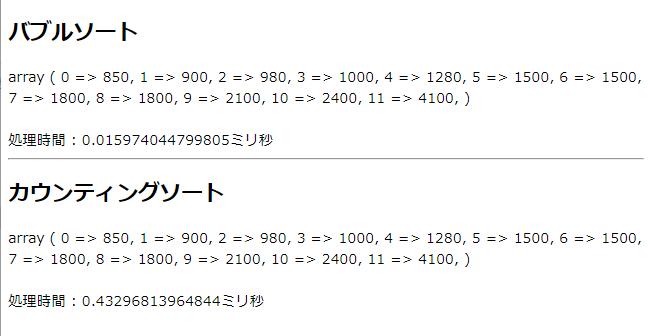 バブルソート
array ( 0 => 850, 1 => 900, 2 => 980, 3 => 1000, 4 => 1280, 5 => 1500, 6 => 1500,
7 => 1800, 8 => 1800, 9 => 2100, 10 => 2400, 11 => 4100, )
処理時間：0.015974044799805ミリ秒
カウンティングソート
array ( 0 => 850, 1 => 900, 2 => 980, 3 => 1000, 4 => 1280, 5 => 1500, 6 => 1500,
7 => 1800, 8 => 1800, 9 => 2100, 10 => 2400, 11 => 4100, )
処理時間：0.43296813964844ミリ秒